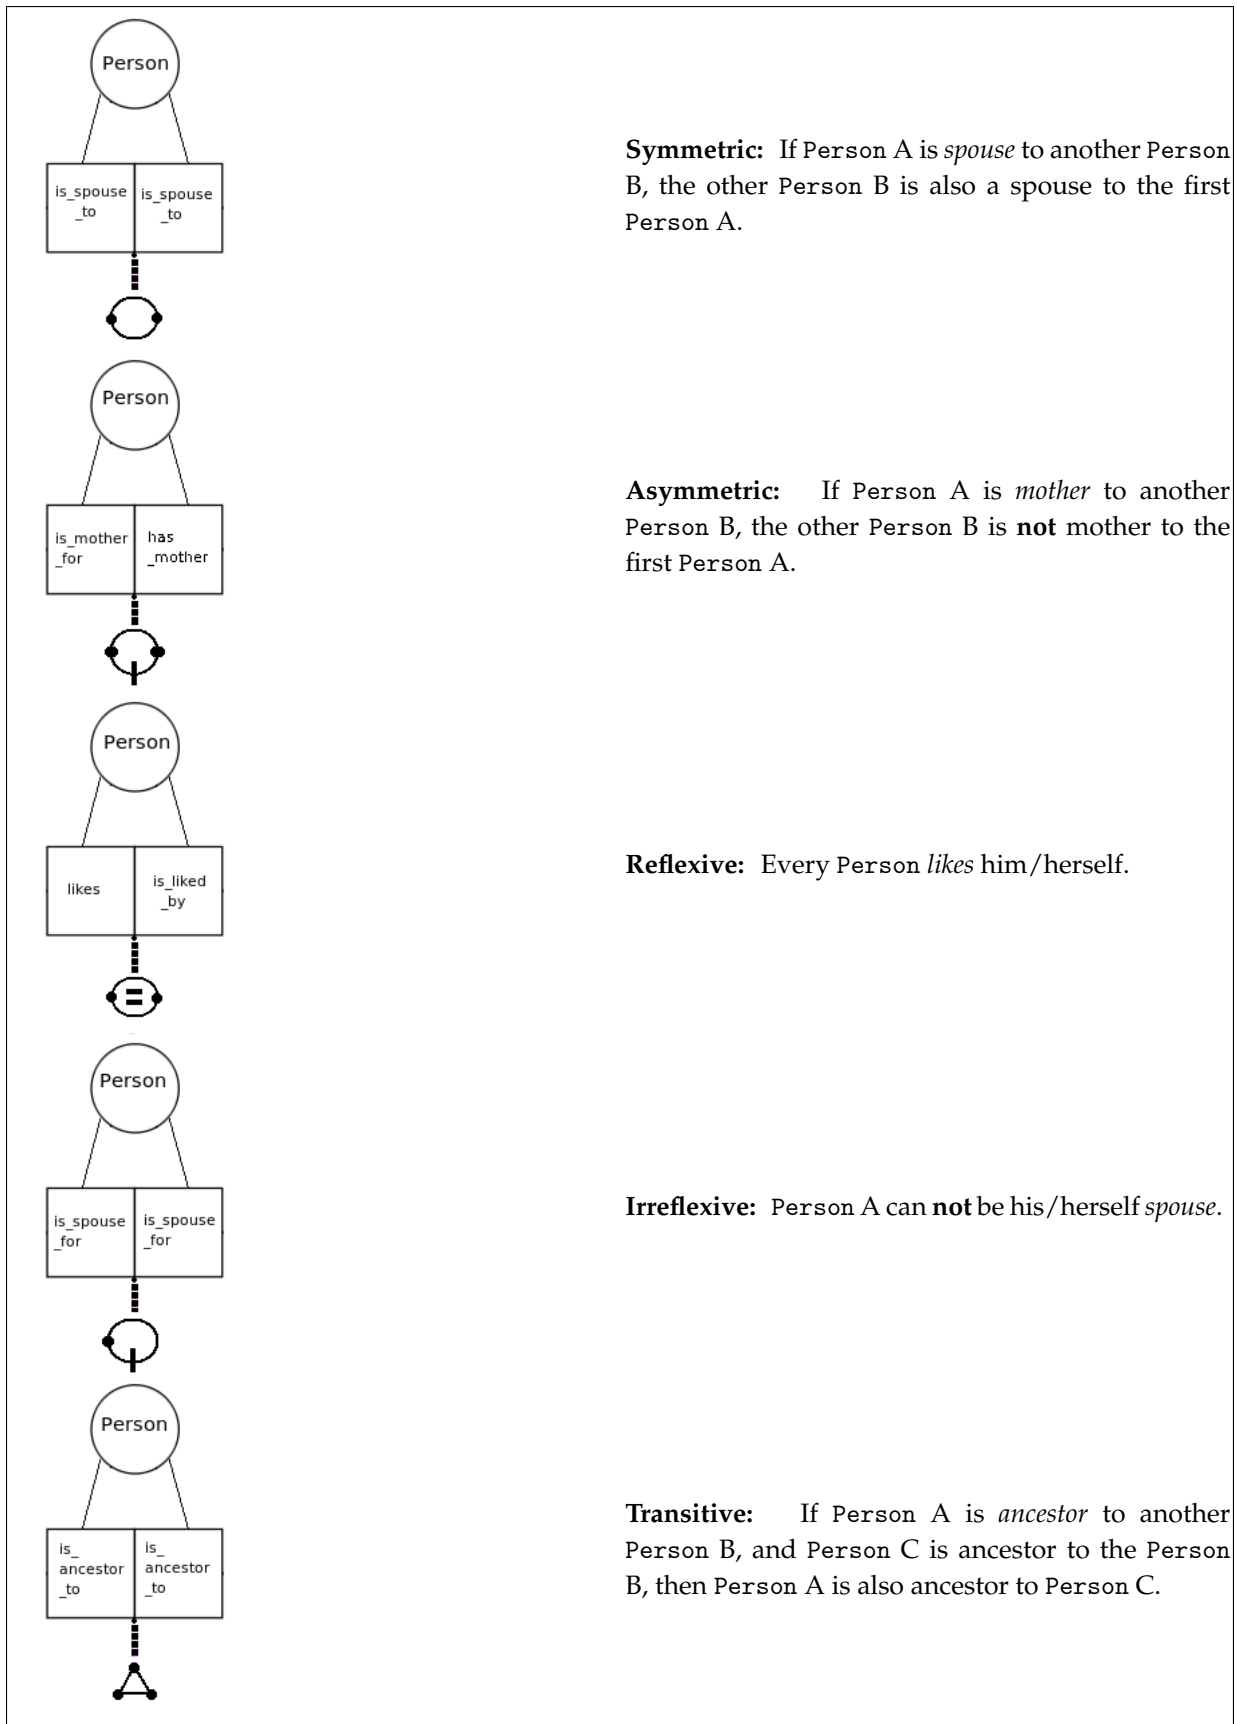 Person
is_spouse
_to
is_spouse
_to
Symmetric: If Person A is spouse to another Person
B, the other Person B is also a spouse to the first
Person A.
Person
is_mother
_for
has
_mother
Asymmetric: If Person A is mother to another
Person B, the other Person B is not mother to the
first Person A.
Person
likes
is_liked
_by
=
Reflexive: Every Person likes him/herself.
Person
is_spouse
_for
is_spouse
_for
Irreflexive: Person A can not be his/herself spouse.
Person
is_
ancestor
_to
is_
ancestor
_to
Transitive: If Person A is ancestor to another
Person B, and Person C is ancestor to the Person
B, then Person A is also ancestor to Person C.